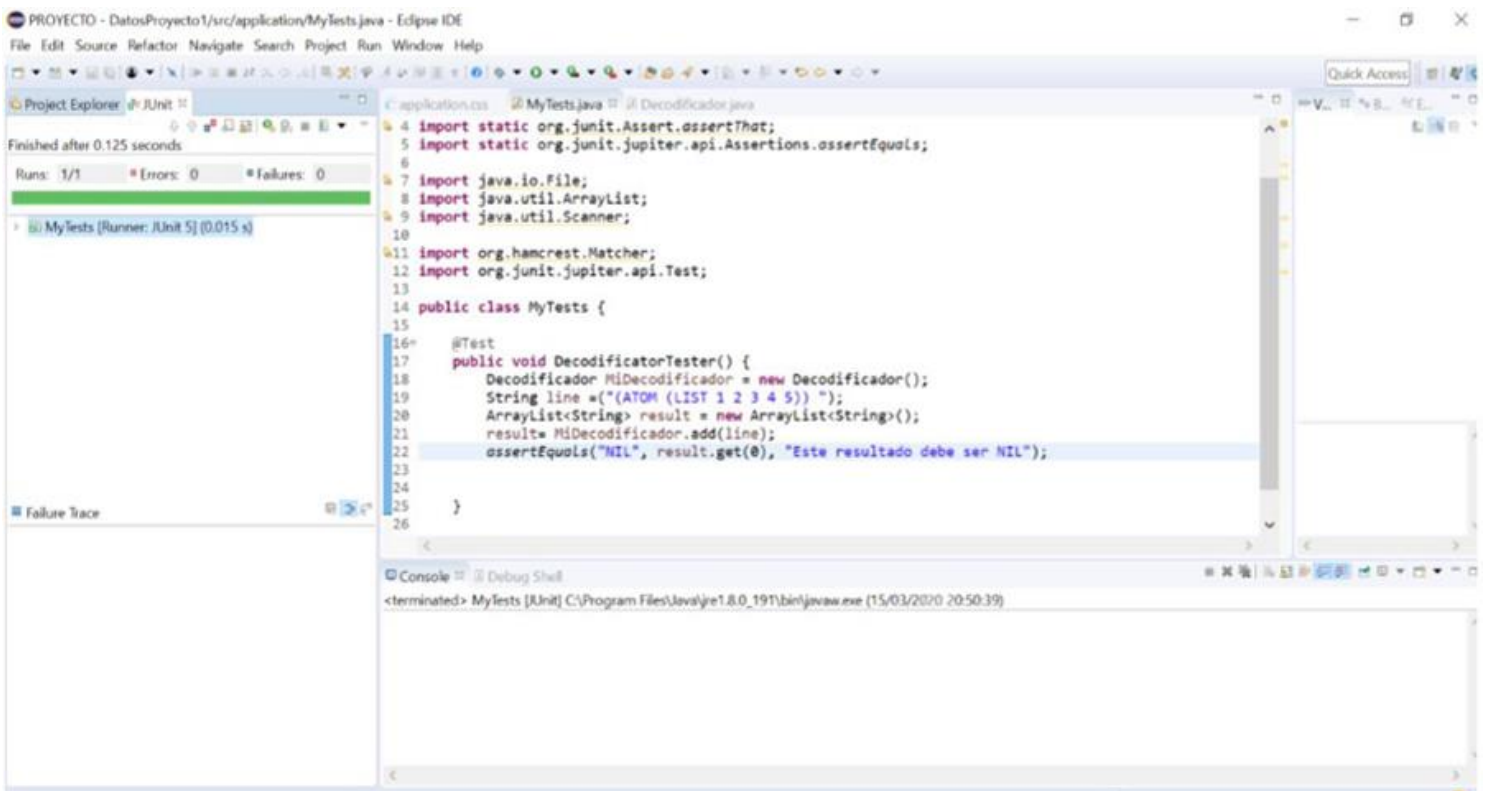 PROYECTO - DatosProyecto1/src/application/MyTests.java - Eclipse IDE
File Edit Source Refactor Navigate Search Project Run Window Help
Quick Access
Project Explorer JUnit
application.css MyTests.java Decodificador.java
Finished after 0.125 seconds
Runs: 1/1 Errors: 0 Failures: 0
MyTests [Runner: JUnit 5] (0.015 s)
4 import static org.junit.Assert.assertThat;
5 import static org.junit.jupiter.api.Assertions.assertEquals;
6
7 import java.io.File;
8 import java.util.ArrayList;
9 import java.util.Scanner;
10
11 import org.hamcrest.Matcher;
12 import org.junit.jupiter.api.Test;
13
14 public class MyTests {
15
16 @Test
17 public void DecodificatorTester() {
18 Decodificador MiDecodificador = new Decodificador();
19 String line =("(ATOM (LIST 1 2 3 4 5)) ");
20 ArrayList<String> result = new ArrayList<String>();
21 result= MiDecodificador.add(line);
22 assertEquals("NIL", result.get(0), "Este resultado debe ser NIL");
23
24
25 }
26
Failure Trace
Console Debug Shell
<terminated> MyTests [JUnit] C:\Program Files\Java\jre1.8.0_191\bin\javaw.exe (15/03/2020 20:50:39)